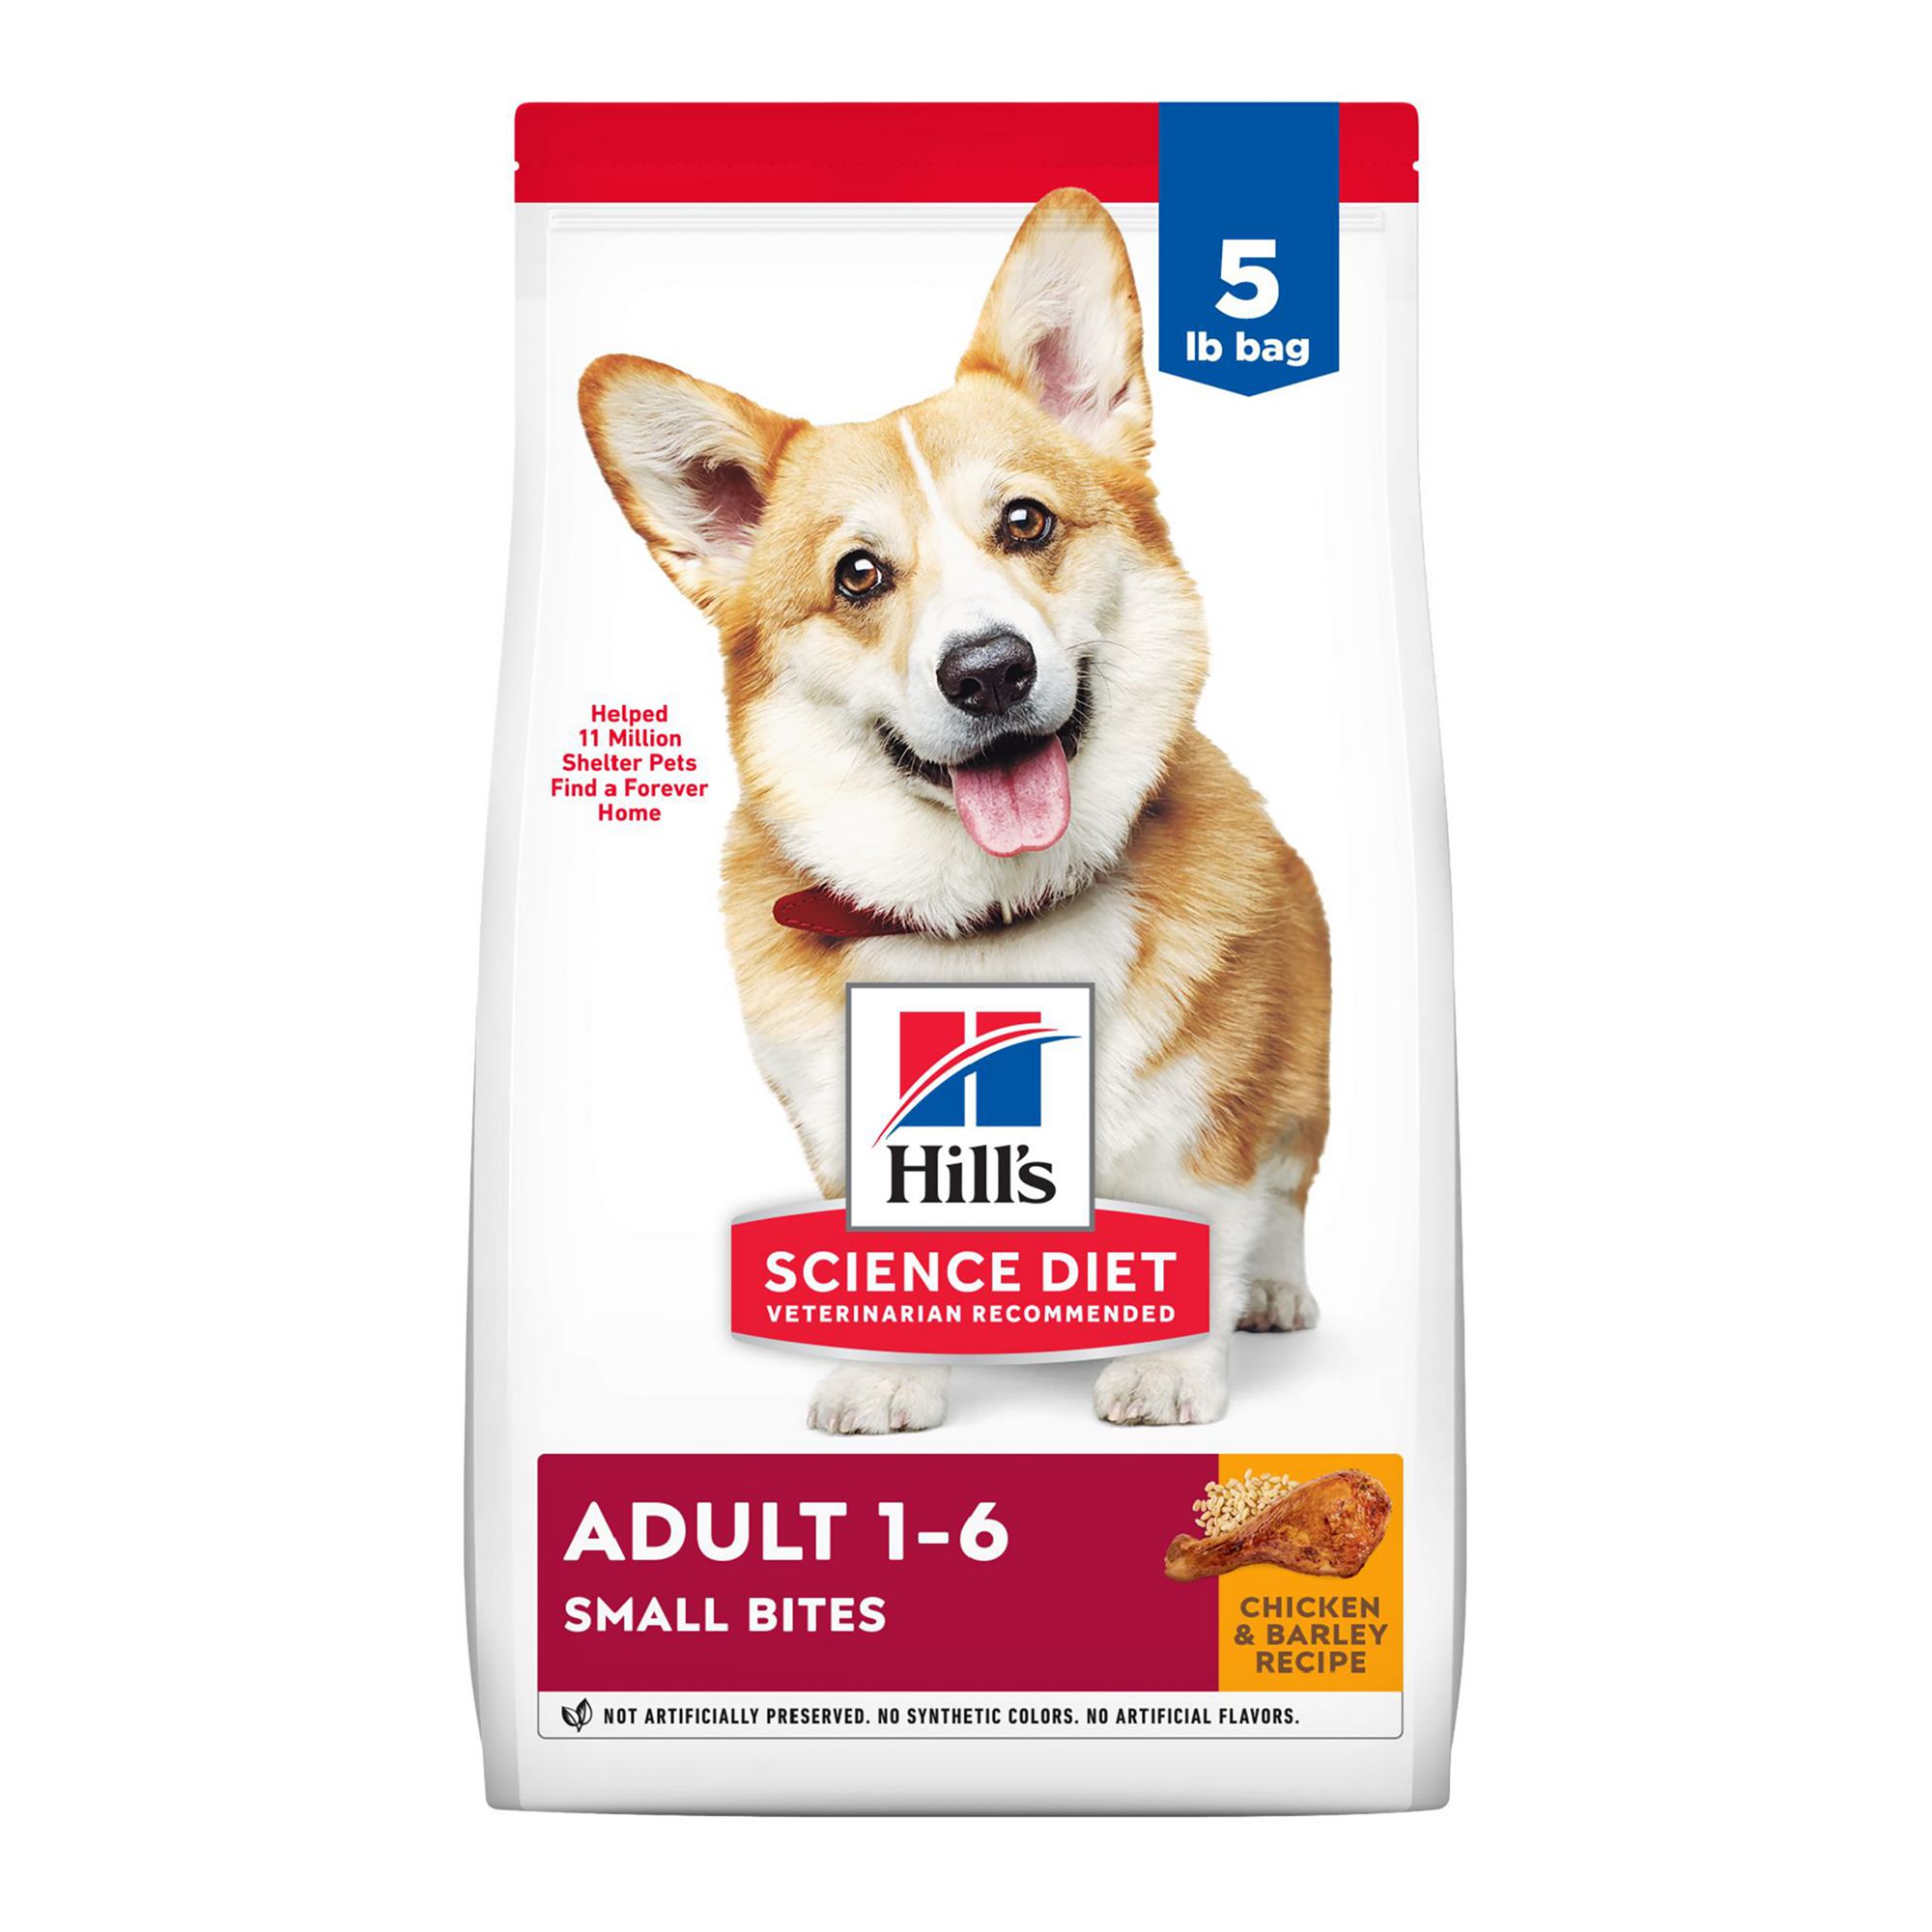 5
lb bag
Helped
11 Million
Shelter Pets
Find a Forever
Home
Hill's
SCIENCE DIET
VETERINARIAN RECOMMENDED
ADULT 1-6
SMALL BITES
CHICKEN
& BARLEY
RECIPE
NOT ARTIFICIALLY PRESERVED. NO SYNTHETIC COLORS. NO ARTIFICIAL FLAVORS.